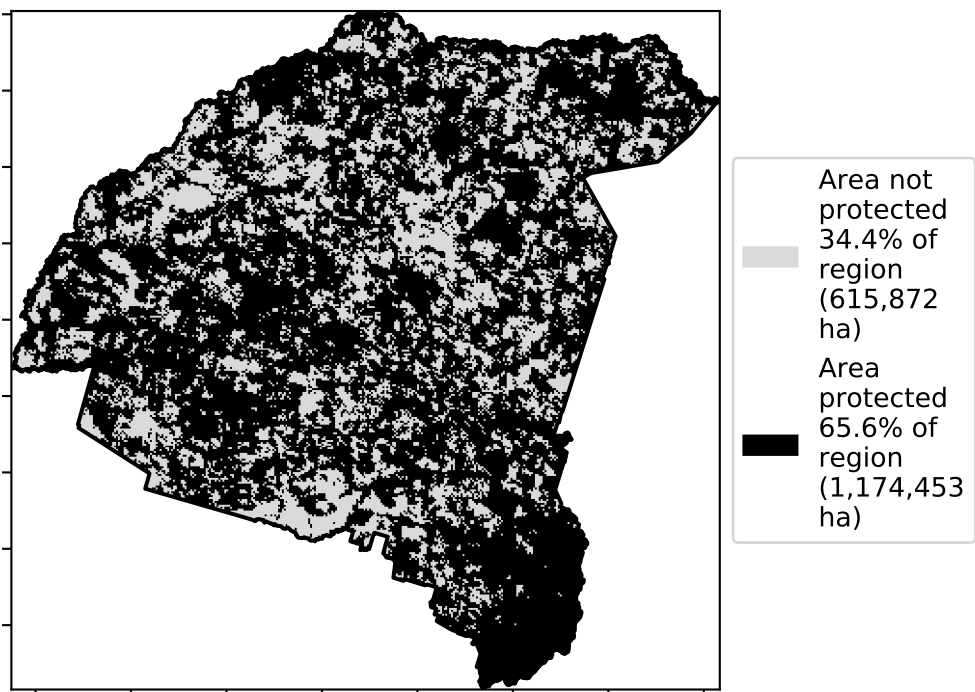 Area not
protected
34.4% of
region
(615,872
ha)
Area
protected
65.6% of
region
(1,174,453
ha)